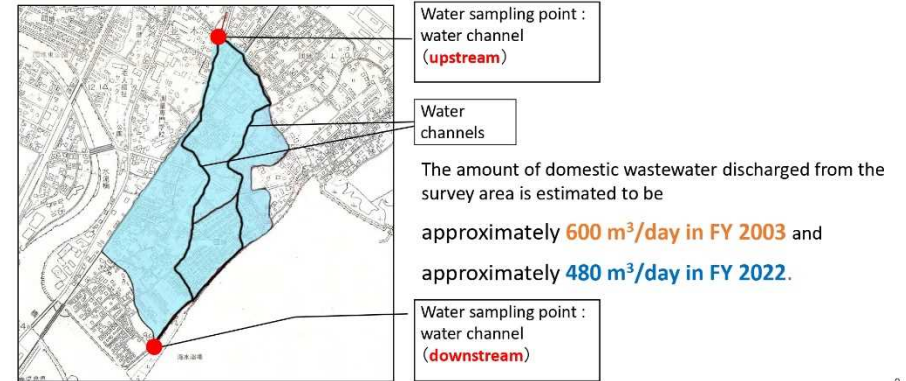 Water sampling point :
water channel
（upstream）
Water
channels
The amount of domestic wastewater discharged from the
survey area is estimated to be
approximately 600 m³/day in FY 2003 and
approximately 480 m³/day in FY 2022.
Water sampling point :
water channel
（downstream）